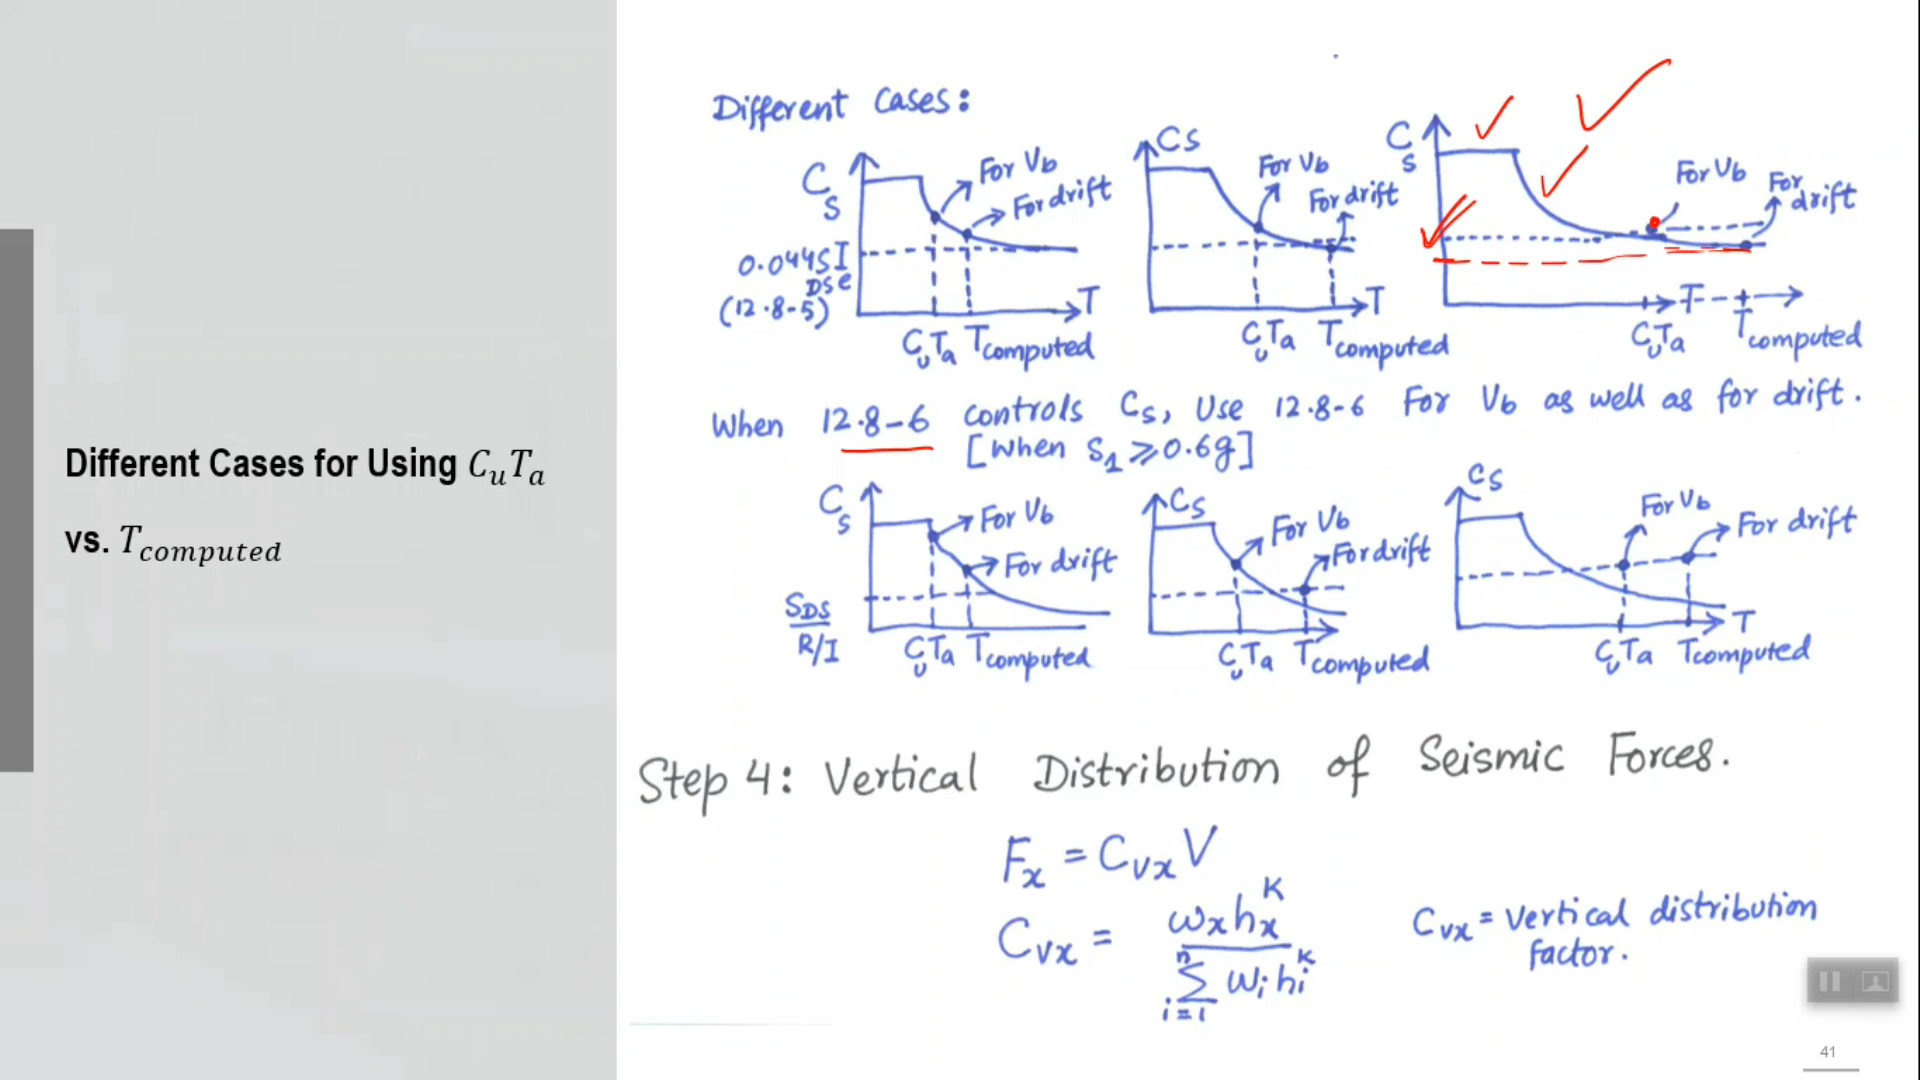 Different Cases for Using CᵤTₐ
vs. T_computed
Different Cases:
Cs
For Vb
For drift
0.044 S_DS Ie
(12.8-5)
T
CuTa Tcomputed
Cs
For Vb
For drift
T
CuTa Tcomputed
Cs
For Vb
For drift
T
CuTa Tcomputed
When 12.8-6 controls Cs, Use 12.8-6 For Vb as well as for drift.
[When S1 ⩾ 0.6g]
Cs
For Vb
For drift
SDS
R/I
CuTa Tcomputed
Cs
For Vb
For drift
CuTa Tcomputed
Cs
For Vb
For drift
T
CuTa Tcomputed
Step 4: Vertical Distribution of Seismic Forces.
Fx = Cvx V
Cvx = wx hx^k / Σ_{i=1}^{n} wi hi^k
Cvx = Vertical distribution
factor.
41